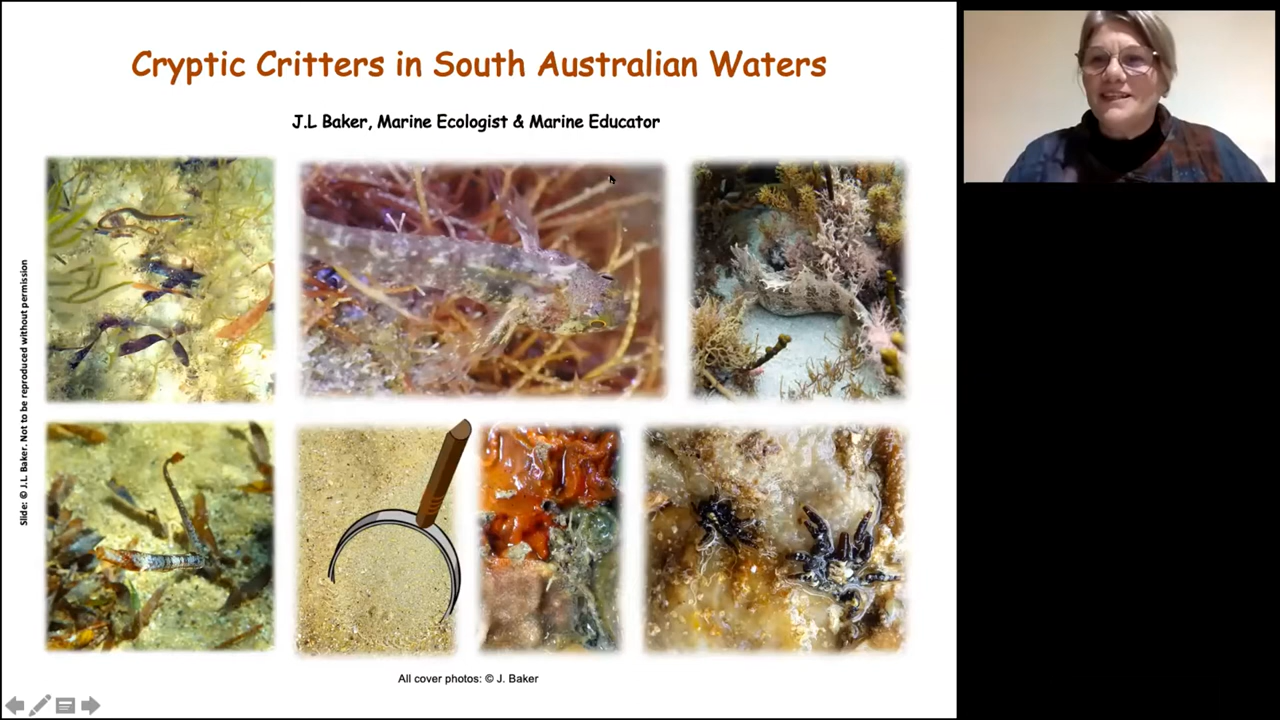 Cryptic Critters in South Australian Waters
J.L Baker, Marine Ecologist & Marine Educator
Slide: © J.L. Baker. Not to be reproduced without permission
All cover photos: © J. Baker